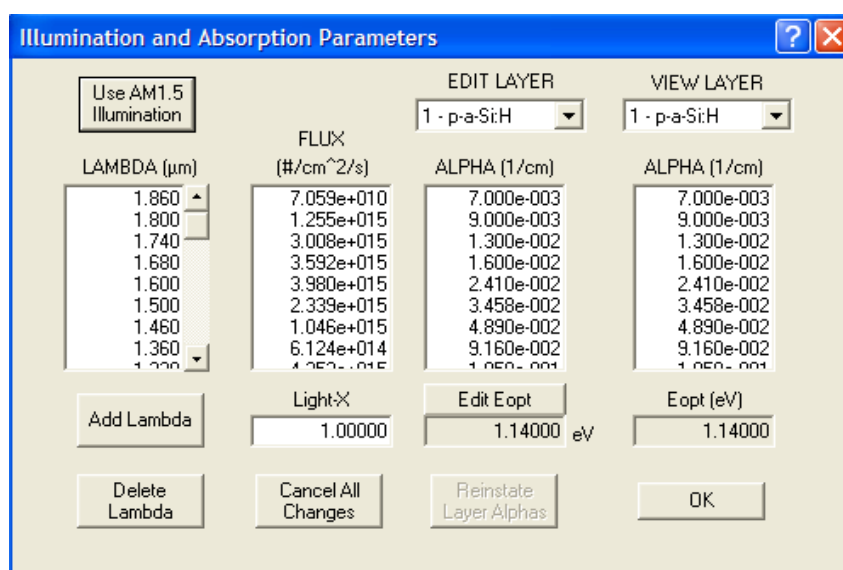 Illumination and Absorption Parameters
Use AM1.5
Illumination
EDIT LAYER
VIEW LAYER
1 - p-a-Si:H
1 - p-a-Si:H
FLUX
LAMBDA (µm) (#/cm^2/s) ALPHA (1/cm) ALPHA (1/cm)
1.860 7.059e+010 7.000e-003 7.000e-003
1.800 1.255e+015 9.000e-003 9.000e-003
1.740 3.008e+015 1.300e-002 1.300e-002
1.680 3.592e+015 1.600e-002 1.600e-002
1.600 3.980e+015 2.410e-002 2.410e-002
1.500 2.339e+015 3.458e-002 3.458e-002
1.460 1.046e+015 4.890e-002 4.890e-002
1.360 6.124e+014 9.160e-002 9.160e-002
Add Lambda
Light-X
1.00000
Edit Eopt
1.14000 eV
Eopt (eV)
1.14000
Delete
Lambda
Cancel All
Changes
Reinstate
Layer Alphas
OK